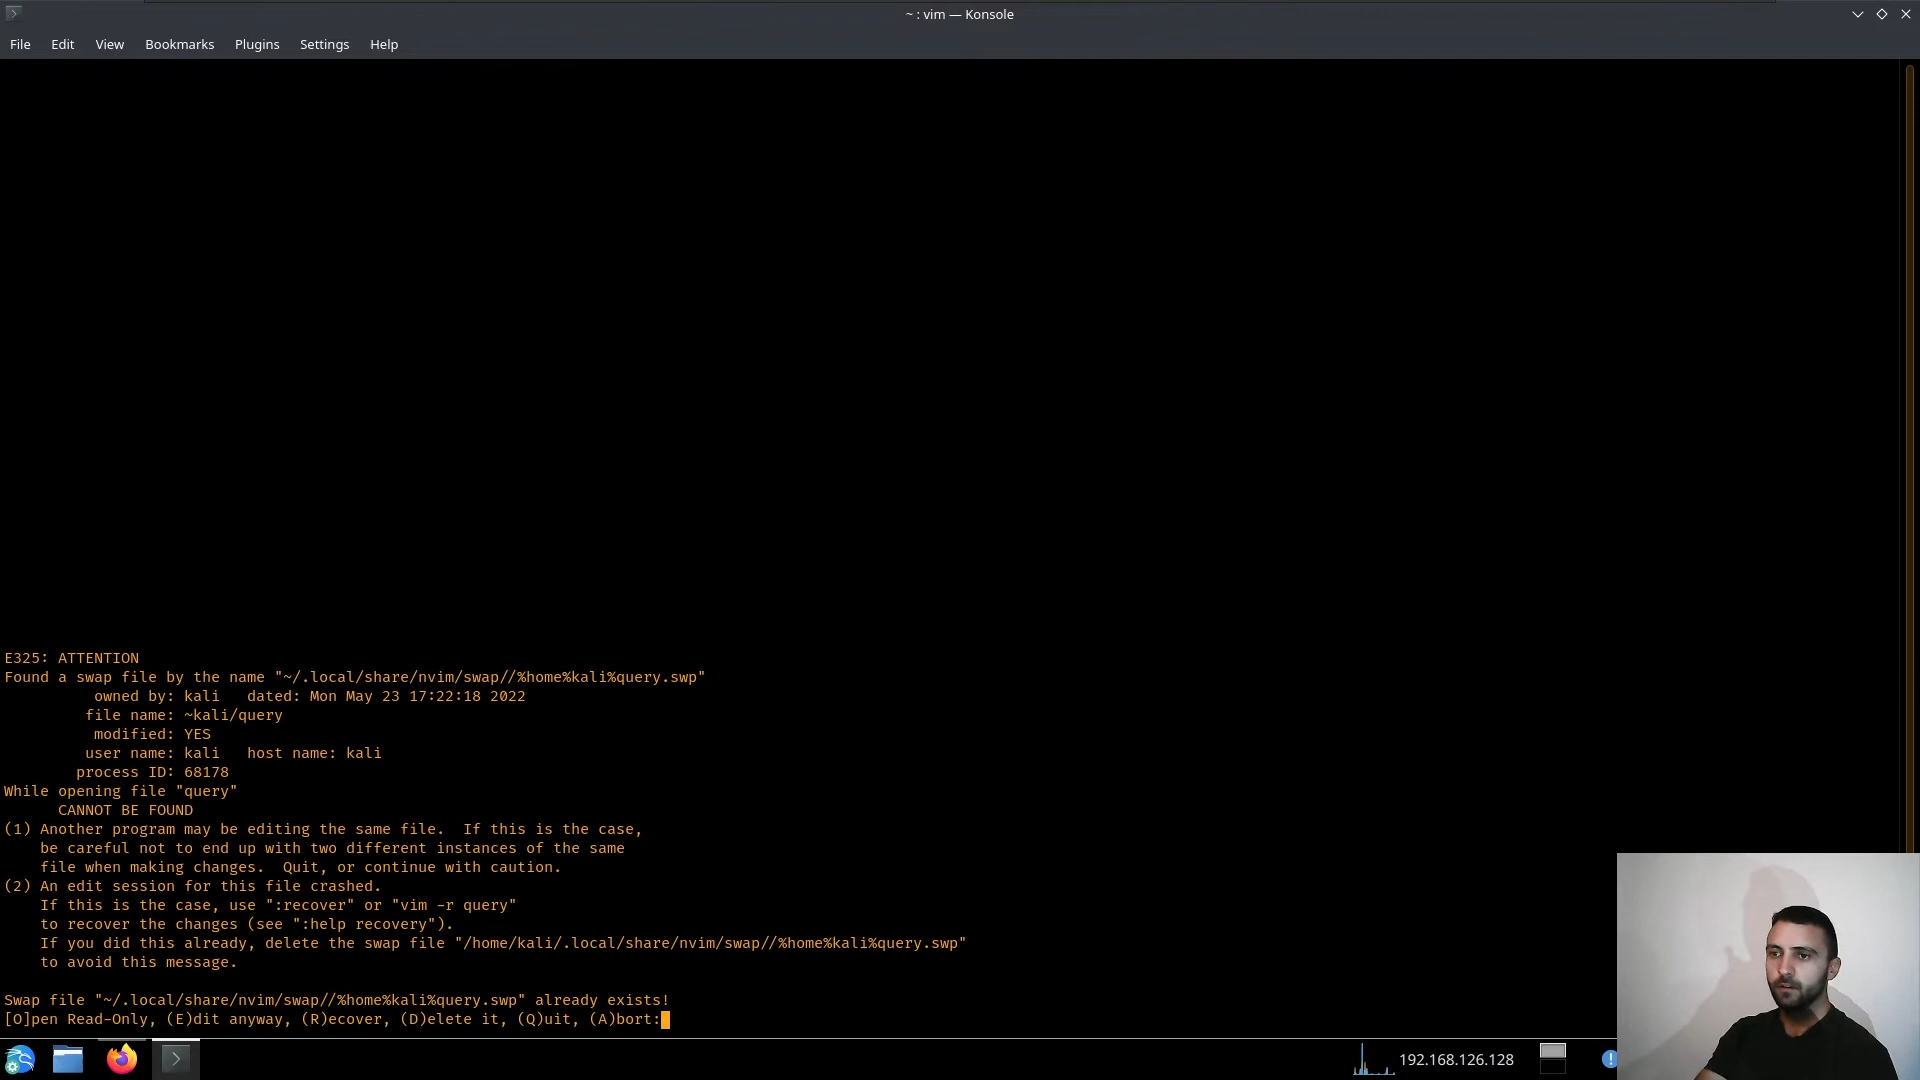 ~ : vim — Konsole
File Edit View Bookmarks Plugins Settings Help
E325: ATTENTION
Found a swap file by the name "~/.local/share/nvim/swap//%home%kali%query.swp"
owned by: kali   dated: Mon May 23 17:22:18 2022
file name: ~kali/query
modified: YES
user name: kali   host name: kali
process ID: 68178
While opening file "query"
CANNOT BE FOUND
(1) Another program may be editing the same file.  If this is the case,
be careful not to end up with two different instances of the same
file when making changes.  Quit, or continue with caution.
(2) An edit session for this file crashed.
If this is the case, use ":recover" or "vim -r query"
to recover the changes (see ":help recovery").
If you did this already, delete the swap file "/home/kali/.local/share/nvim/swap//%home%kali%query.swp"
to avoid this message.
Swap file "~/.local/share/nvim/swap//%home%kali%query.swp" already exists!
[O]pen Read-Only, (E)dit anyway, (R)ecover, (D)elete it, (Q)uit, (A)bort:
192.168.126.128